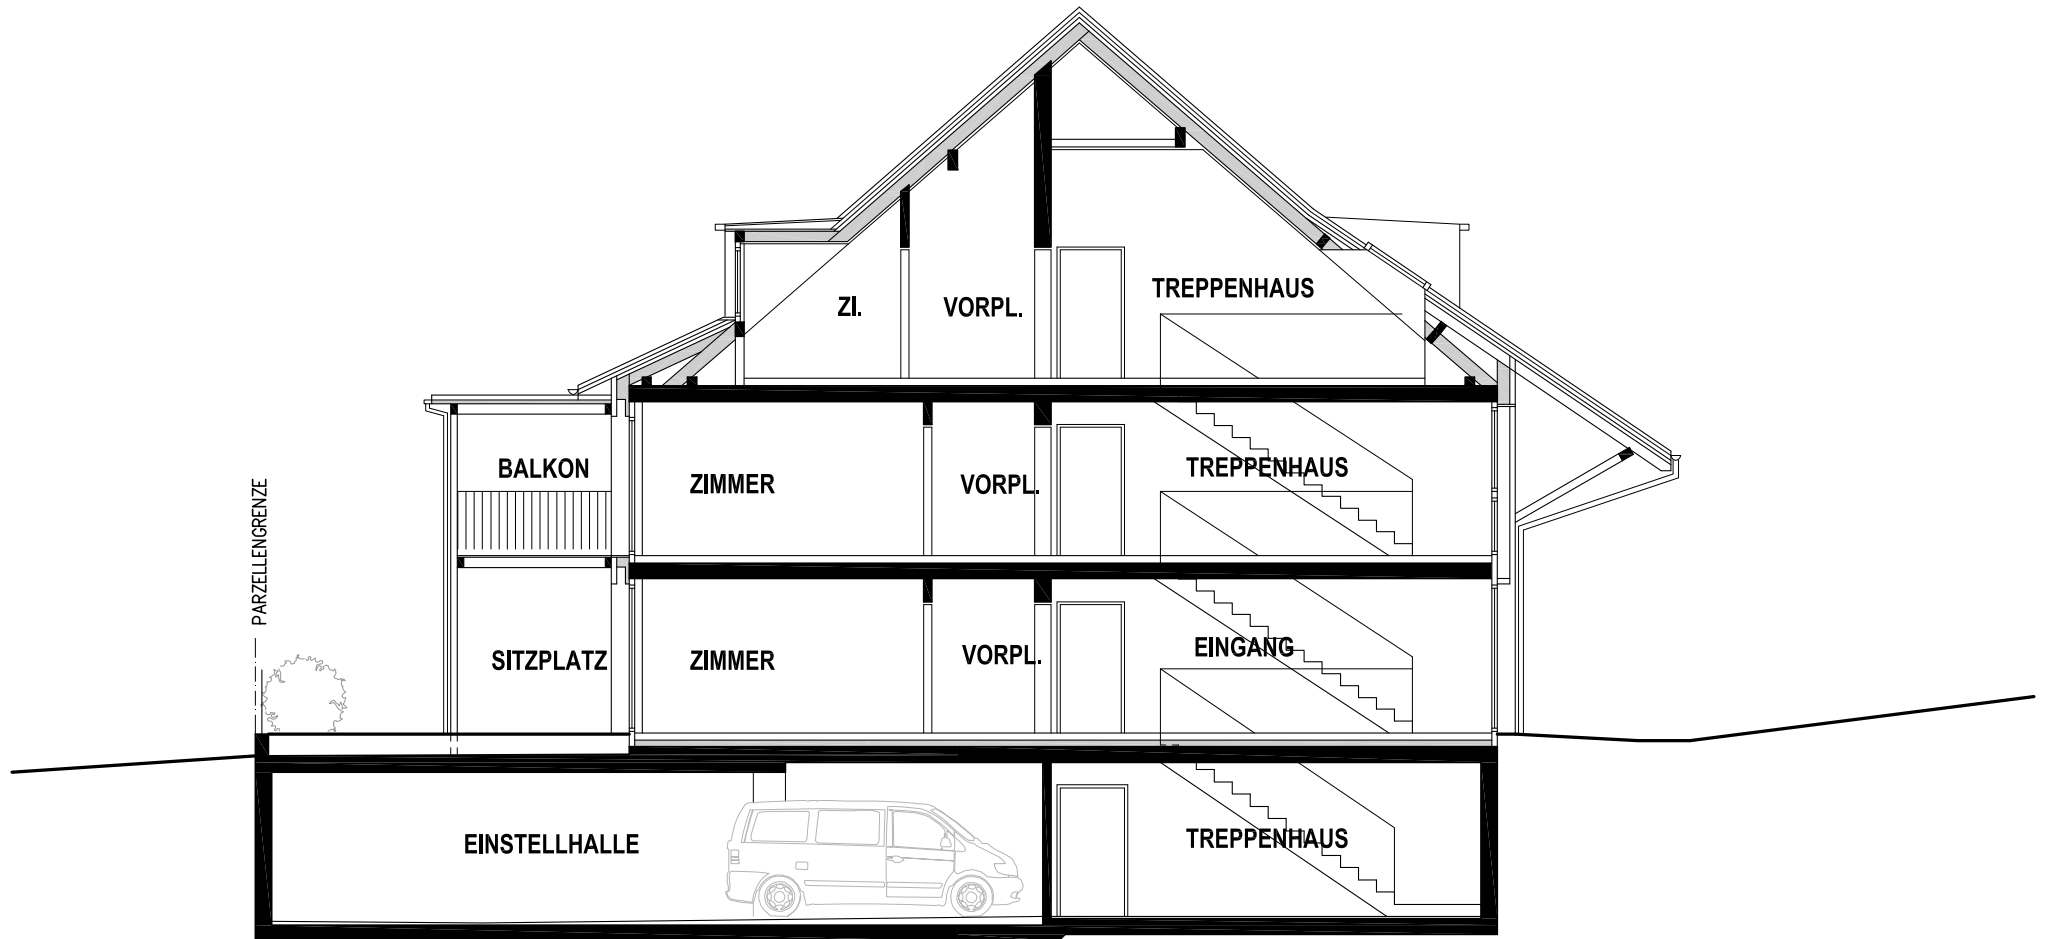 ZI.
VORPL.
TREPPENHAUS
BALKON
ZIMMER
VORPL.
TREPPENHAUS
PARZELLENGRENZE
SITZPLATZ
ZIMMER
VORPL.
EINGANG
EINSTELLHALLE
TREPPENHAUS